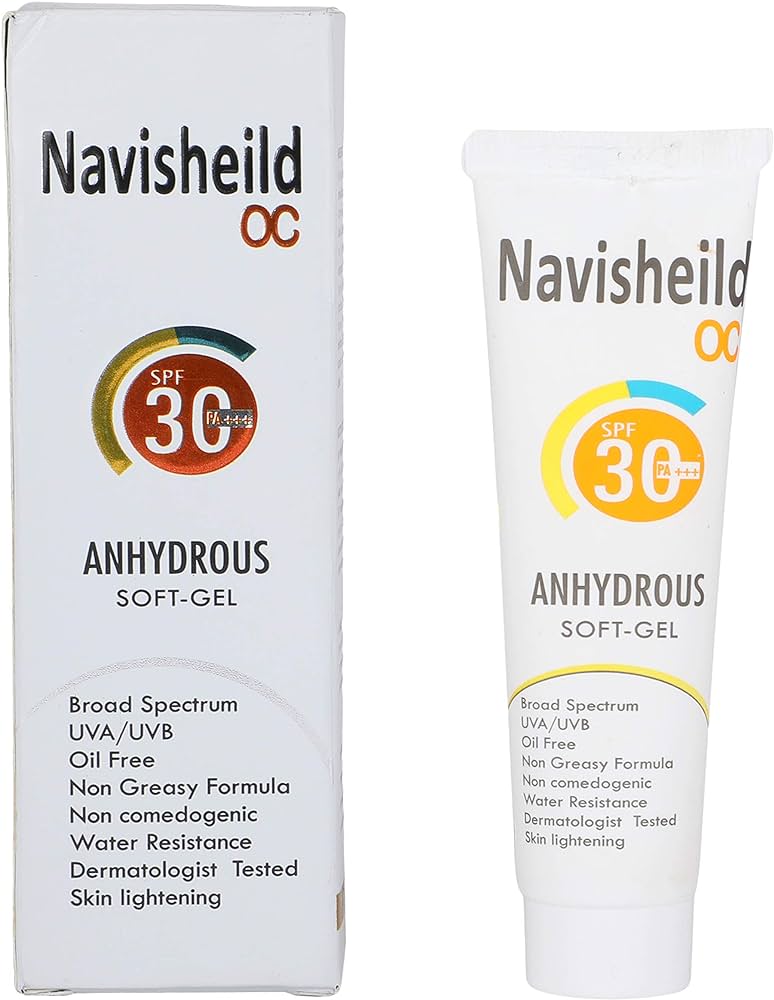 Navisheild
OC
SPF
30
PA+++
ANHYDROUS
SOFT-GEL
Broad Spectrum
UVA/UVB
Oil Free
Non Greasy Formula
Non comedogenic
Water Resistance
Dermatologist Tested
Skin lightening
Navisheild
OC
SPF
30
PA+++
ANHYDROUS
SOFT-GEL
Broad Spectrum
UVA/UVB
Oil Free
Non Greasy Formula
Non comedogenic
Water Resistance
Dermatologist Tested
Skin lightening